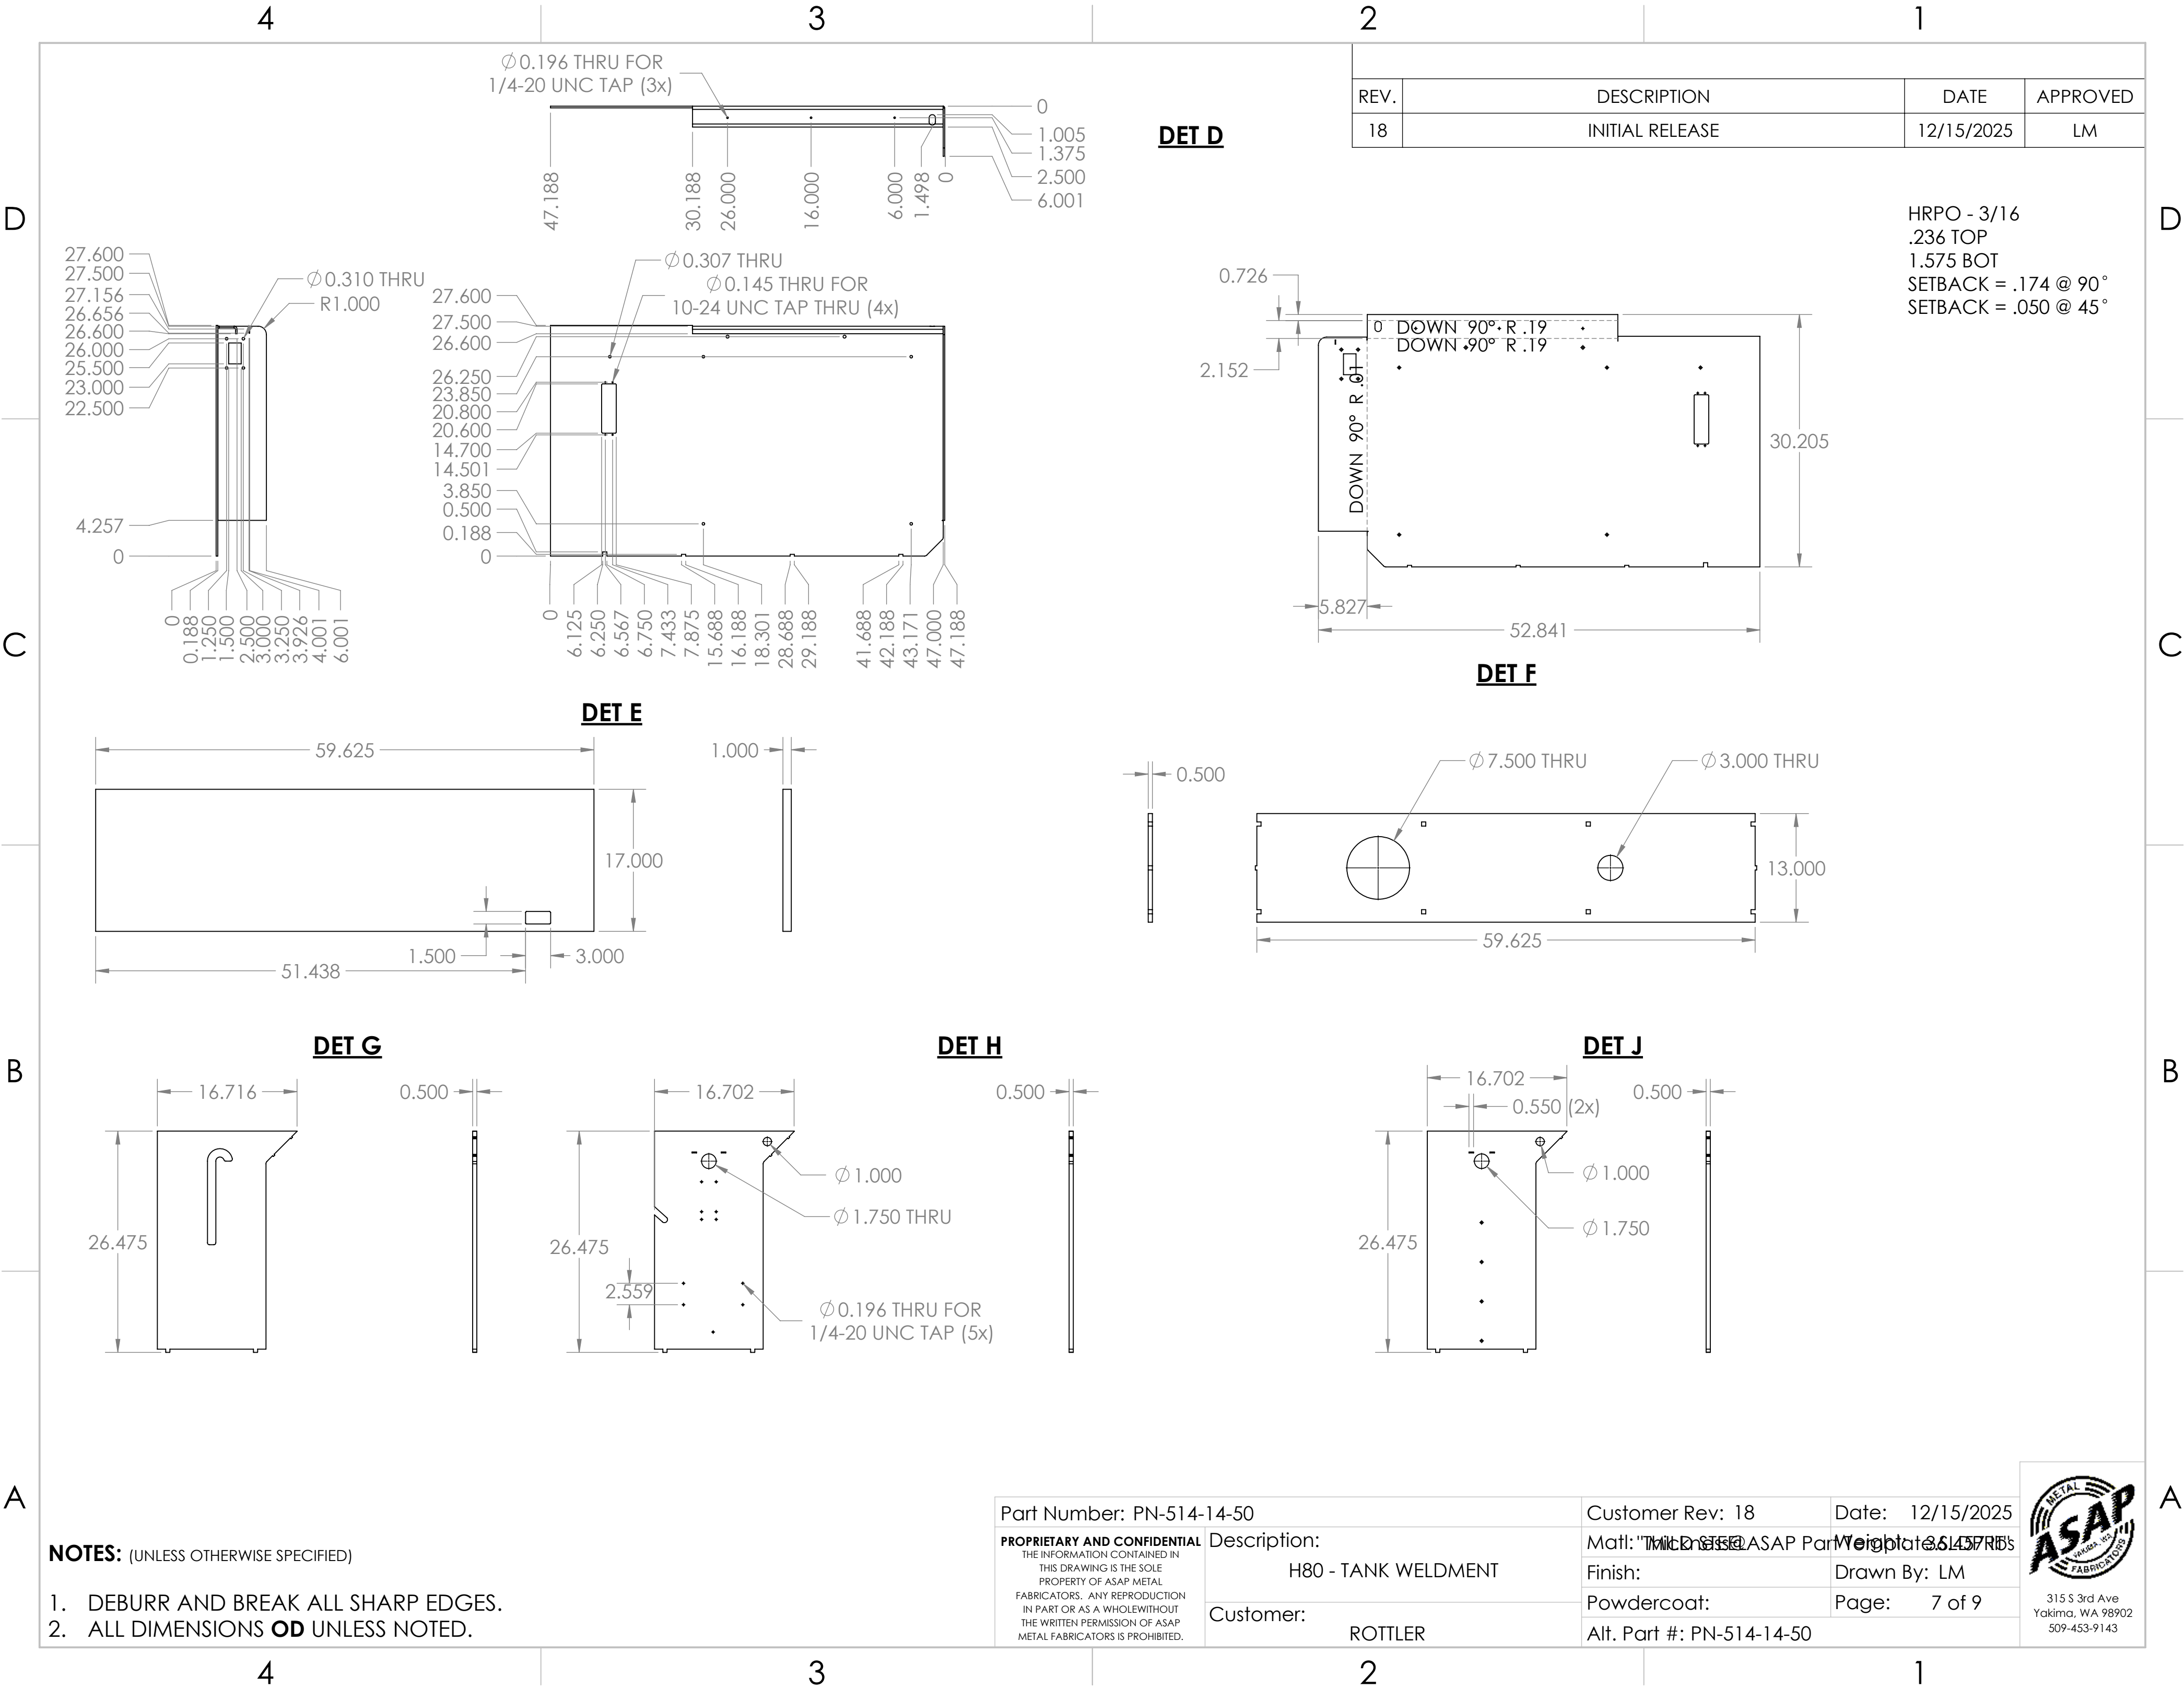 4
3
2
1
D
D
C
C
B
B
A
A
REV.
DESCRIPTION
DATE
APPROVED
18
INITIAL RELEASE
12/15/2025
LM
DET D
Ø0.196 THRU FOR
1/4-20 UNC TAP (3x)
0
1.005
1.375
2.500
6.001
47.188
30.188
26.000
16.000
6.000
1.498
0
HRPO - 3/16
.236 TOP
1.575 BOT
SETBACK = .174 @ 90°
SETBACK = .050 @ 45°
27.600
27.500
27.156
26.656
26.600
26.000
25.500
23.000
22.500
4.257
0
Ø0.310 THRU
R1.000
0
0.188
1.250
1.500
2.500
3.000
3.250
3.926
4.001
6.001
Ø0.307 THRU
Ø0.145 THRU FOR
10-24 UNC TAP THRU (4x)
27.600
27.500
26.600
26.250
23.850
20.800
20.600
14.700
14.501
3.850
0.500
0.188
0
0
6.125
6.250
6.567
6.750
7.433
7.875
15.688
16.188
18.301
28.688
29.188
41.688
42.188
43.171
47.000
47.188
0.726
2.152
DOWN 90° R .19
DOWN 90° R .19
DOWN 90° R .01
30.205
5.827
52.841
DET E
59.625
1.000
17.000
1.500
3.000
51.438
DET F
0.500
Ø7.500 THRU
Ø3.000 THRU
13.000
59.625
DET G
16.716
0.500
26.475
DET H
16.702
0.500
Ø1.000
Ø1.750 THRU
26.475
2.559
Ø0.196 THRU FOR
1/4-20 UNC TAP (5x)
DET J
16.702
0.550 (2x)
0.500
Ø1.000
Ø1.750
26.475
NOTES: (UNLESS OTHERWISE SPECIFIED)
1. DEBURR AND BREAK ALL SHARP EDGES.
2. ALL DIMENSIONS OD UNLESS NOTED.
Part Number: PN-514-14-50
PROPRIETARY AND CONFIDENTIAL
THE INFORMATION CONTAINED IN
THIS DRAWING IS THE SOLE
PROPERTY OF ASAP METAL
FABRICATORS. ANY REPRODUCTION
IN PART OR AS A WHOLEWITHOUT
THE WRITTEN PERMISSION OF ASAP
METAL FABRICATORS IS PROHIBITED.
Description:
H80 - TANK WELDMENT
Customer:
ROTTLER
Customer Rev: 18
Date: 12/15/2025
Matl:
Finish:
Drawn By: LM
Powdercoat:
Page: 7 of 9
Alt. Part #: PN-514-14-50
METAL
ASAP
YAKIMA, WA
FABRICATORS
315 S 3rd Ave
Yakima, WA 98902
509-453-9143
4
3
2
1